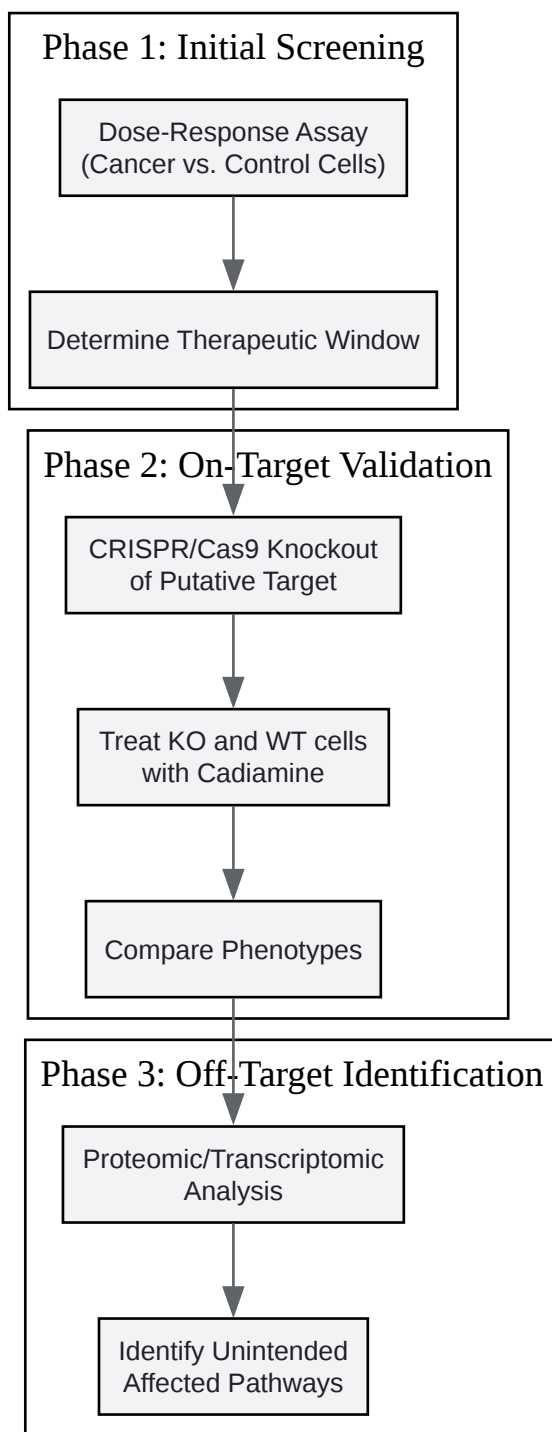 Phase 1: Initial Screening
Dose-Response Assay
(Cancer vs. Control Cells)
Determine Therapeutic Window
Phase 2: On-Target Validation
CRISPR/Cas9 Knockout
of Putative Target
Treat KO and WT cells
with Cadiamine
Compare Phenotypes
Phase 3: Off-Target Identification
Proteomic/Transcriptomic
Analysis
Identify Unintended
Affected Pathways